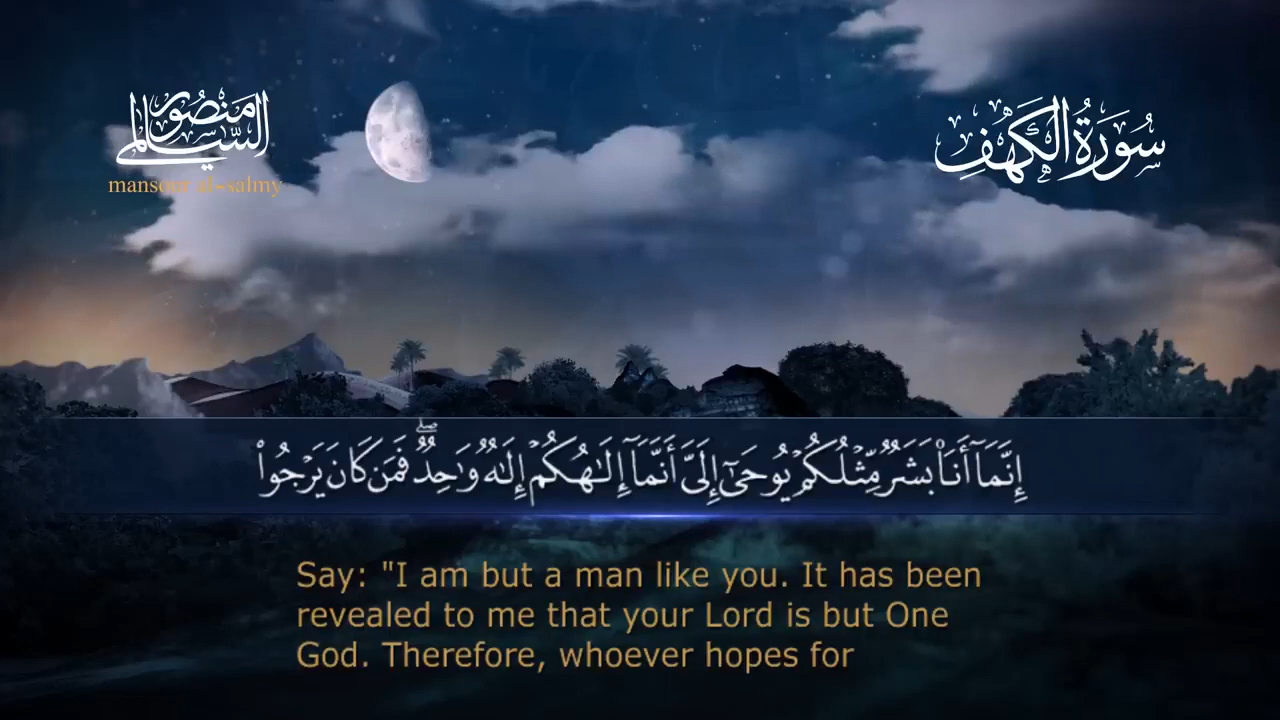 منصور
السالمي
mansour al-salmy
سُورَةُ الكَهْفِ
إِنَّمَآ أَنَا۠ بَشَرٌ مِّثْلُكُمْ يُوحَىٰٓ إِلَىَّ أَنَّمَآ إِلَٰهُكُمْ إِلَٰهٌ وَٰحِدٌ ۖ فَمَن كَانَ يَرْجُوا۟
Say: "I am but a man like you. It has been
revealed to me that your Lord is but One
God. Therefore, whoever hopes for